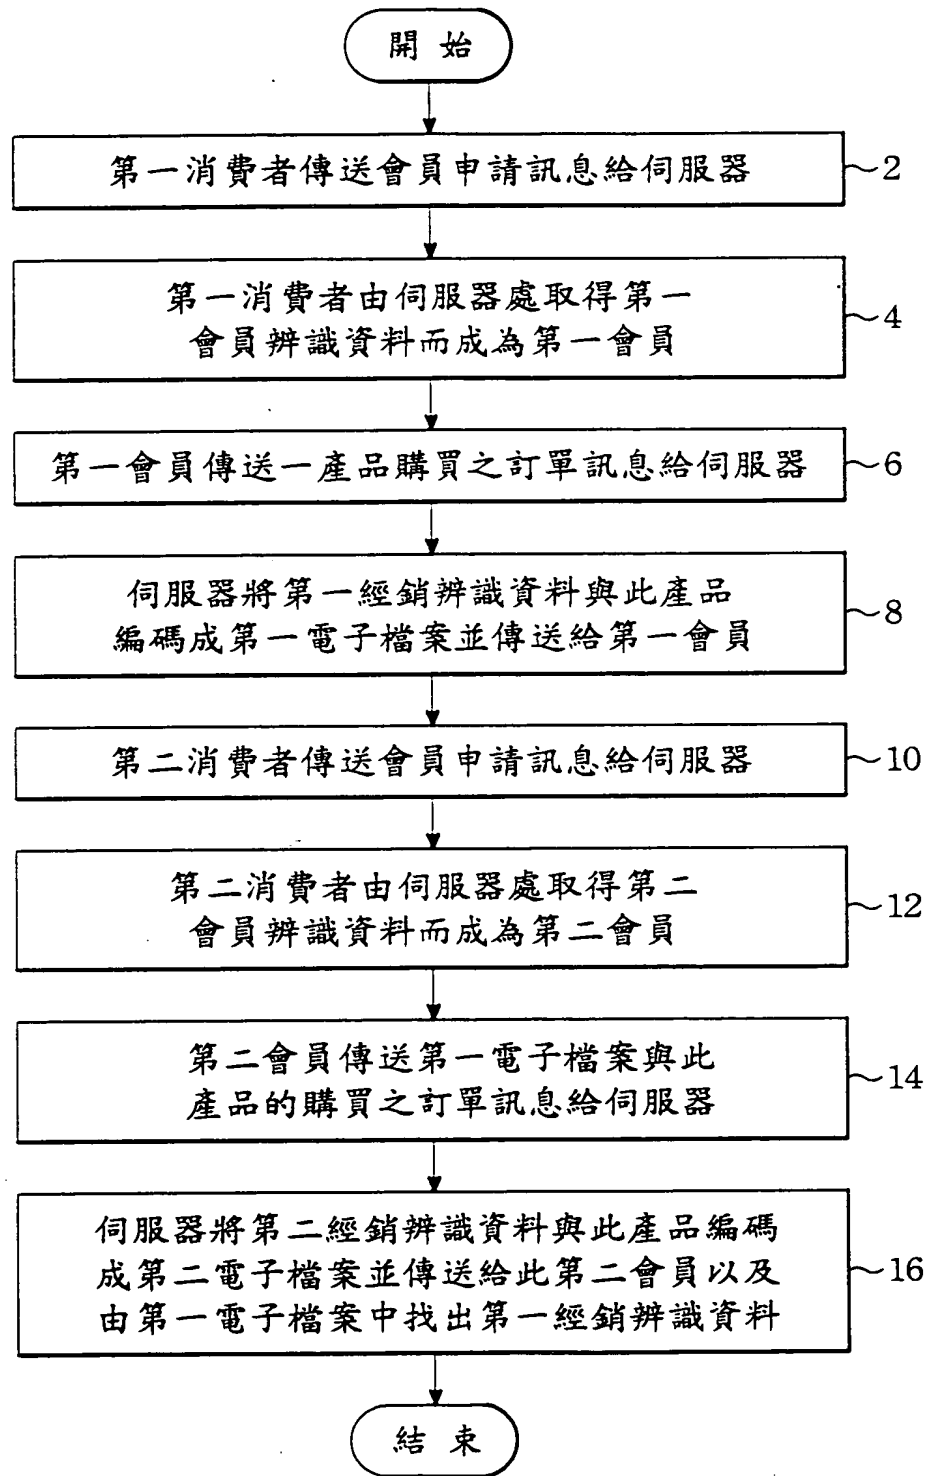 開始
第一消費者傳送會員申請訊息給伺服器
2
第一消費者由伺服器處取得第一
會員辨識資料而成為第一會員
4
第一會員傳送一產品購買之訂單訊息給伺服器
6
伺服器將第一經銷辨識資料與此產品
編碼成第一電子檔案並傳送給第一會員
8
第二消費者傳送會員申請訊息給伺服器
10
第二消費者由伺服器處取得第二
會員辨識資料而成為第二會員
12
第二會員傳送第一電子檔案與此
產品的購買之訂單訊息給伺服器
14
伺服器將第二經銷辨識資料與此產品編碼
成第二電子檔案並傳送給此第二會員以及
由第一電子檔案中找出第一經銷辨識資料
16
結束